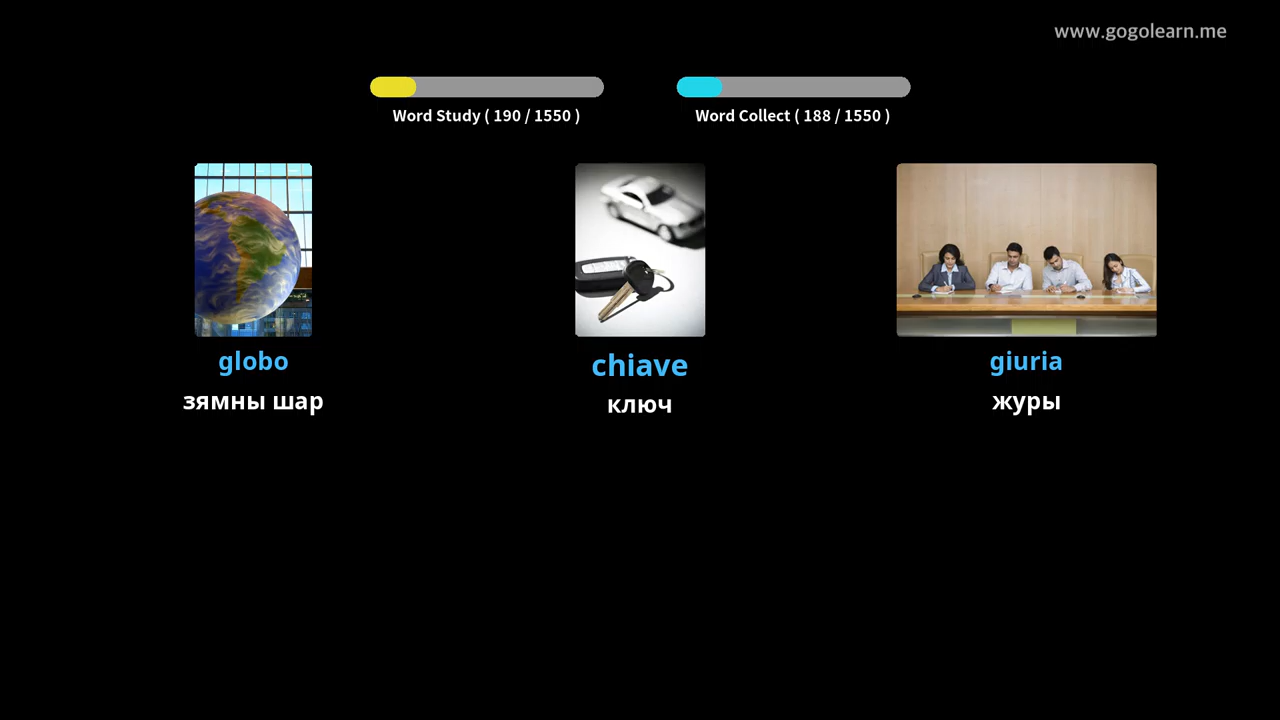 www.gogolearn.me
Word Study ( 190 / 1550 )
Word Collect ( 188 / 1550 )
globo
зямны шар
chiave
ключ
giuria
журы